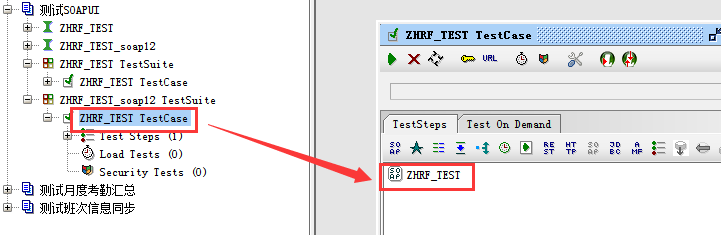 测试SOAPUI
ZHRF_TEST
ZHRF_TEST_soap12
ZHRF_TEST TestSuite
ZHRF_TEST TestCase
ZHRF_TEST_soap12 TestSuite
ZHRF_TEST TestCase
Test Steps (1)
Load Tests (0)
Security Tests (0)
测试月度考勤汇总
测试班次信息同步
ZHRF_TEST TestCase
URL
TestSteps
Test On Demand
SO AP
RE ST
HT TP
SO AP
JD BC
A MF
SO AP
ZHRF_TEST